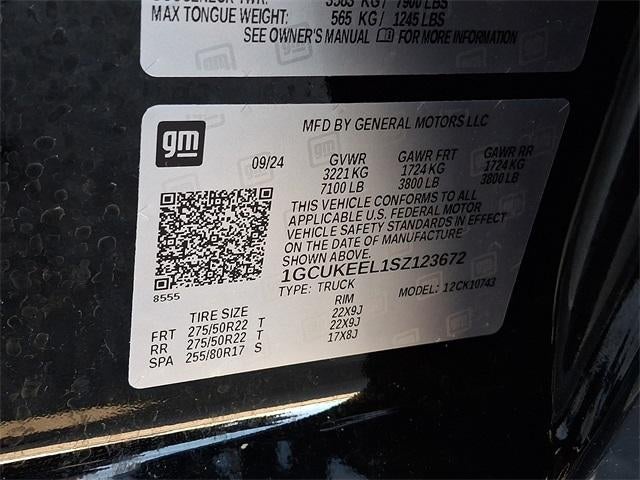 3583 KG / 7900 LBS
MAX TONGUE WEIGHT: 565 KG / 1245 LBS
SEE OWNER'S MANUAL FOR MORE INFORMATION
gm
MFD BY GENERAL MOTORS LLC
09/24 GVWR GAWR FRT GAWR RR
3221 KG 1724 KG 1724 KG
7100 LB 3800 LB 3800 LB
THIS VEHICLE CONFORMS TO ALL
APPLICABLE U.S. FEDERAL MOTOR
VEHICLE SAFETY STANDARDS IN EFFECT
ON THE DATE OF MANUFACTURE
SHOWN ABOVE.
1GCUKEEL1SZ123672
8555
TYPE: TRUCK MODEL: 12CK10743
TIRE SIZE RIM
FRT 275/50R22 T 22X9J
RR 275/50R22 T 22X9J
SPA 255/80R17 S 17X8J